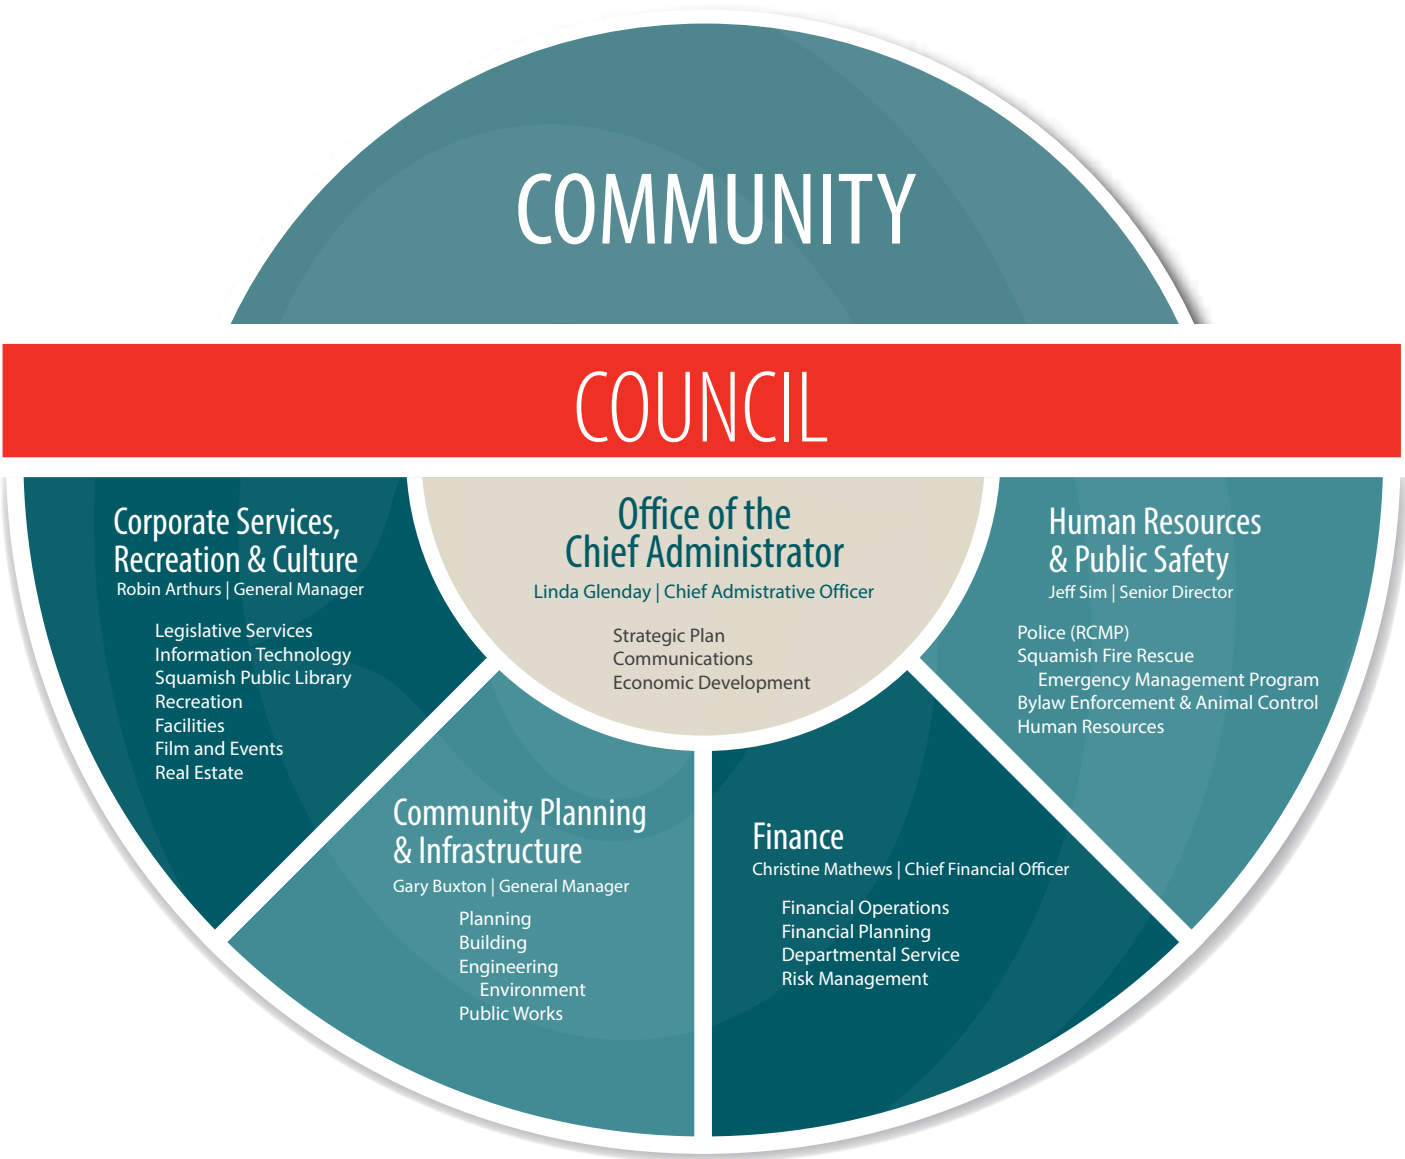 COMMUNITY
COUNCIL
Corporate Services,
Recreation & Culture
Robin Arthurs | General Manager
Legislative Services
Information Technology
Squamish Public Library
Recreation
Facilities
Film and Events
Real Estate
Community Planning
& Infrastructure
Gary Buxton | General Manager
Planning
Building
Engineering
Environment
Public Works
Office of the
Chief Administrator
Linda Glenday | Chief Admistrative Officer
Strategic Plan
Communications
Economic Development
Finance
Christine Mathews | Chief Financial Officer
Financial Operations
Financial Planning
Departmental Service
Risk Management
Human Resources
& Public Safety
Jeff Sim | Senior Director
Police (RCMP)
Squamish Fire Rescue
Emergency Management Program
Bylaw Enforcement & Animal Control
Human Resources